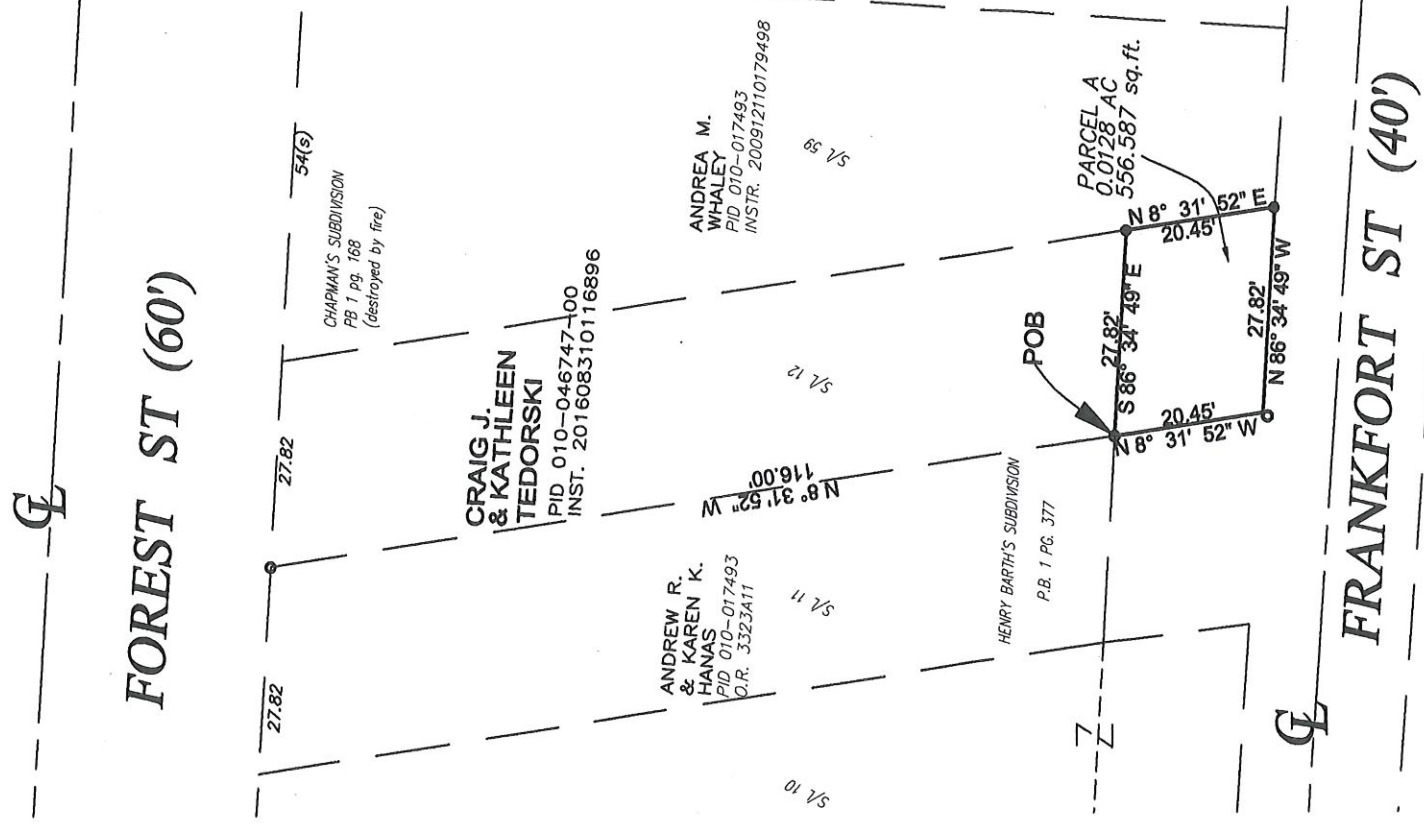 CL
FOREST ST (60')
54(s)
CHAPMAN'S SUBDIVISION
PB 1 pg. 168
(destroyed by fire)
27.82
27.82
CRAIG J.
& KATHLEEN
TEDORSKI
PID 010-046747-00
INST. 201608310116896
ANDREA M.
WHALEY
PID 010-017493
INSTR. 200912110179498
S/L 59
S/L 12
N 8° 31' 52" W
116.00'
ANDREW R.
& KAREN K.
HANAS
PID 010-017493
O.R. 3323A11
S/L 11
S/L 10
HENRY BARTH'S SUBDIVISION
P.B. 1 PG. 377
POB
PARCEL A
0.0128 AC
556.587 sq.ft.
27.82'
S 86° 34' 49" E
N 8° 31' 52" E
20.45'
20.45'
N 8° 31' 52" W
27.82'
N 86° 34' 49" W
CL
FRANKFORT ST (40')